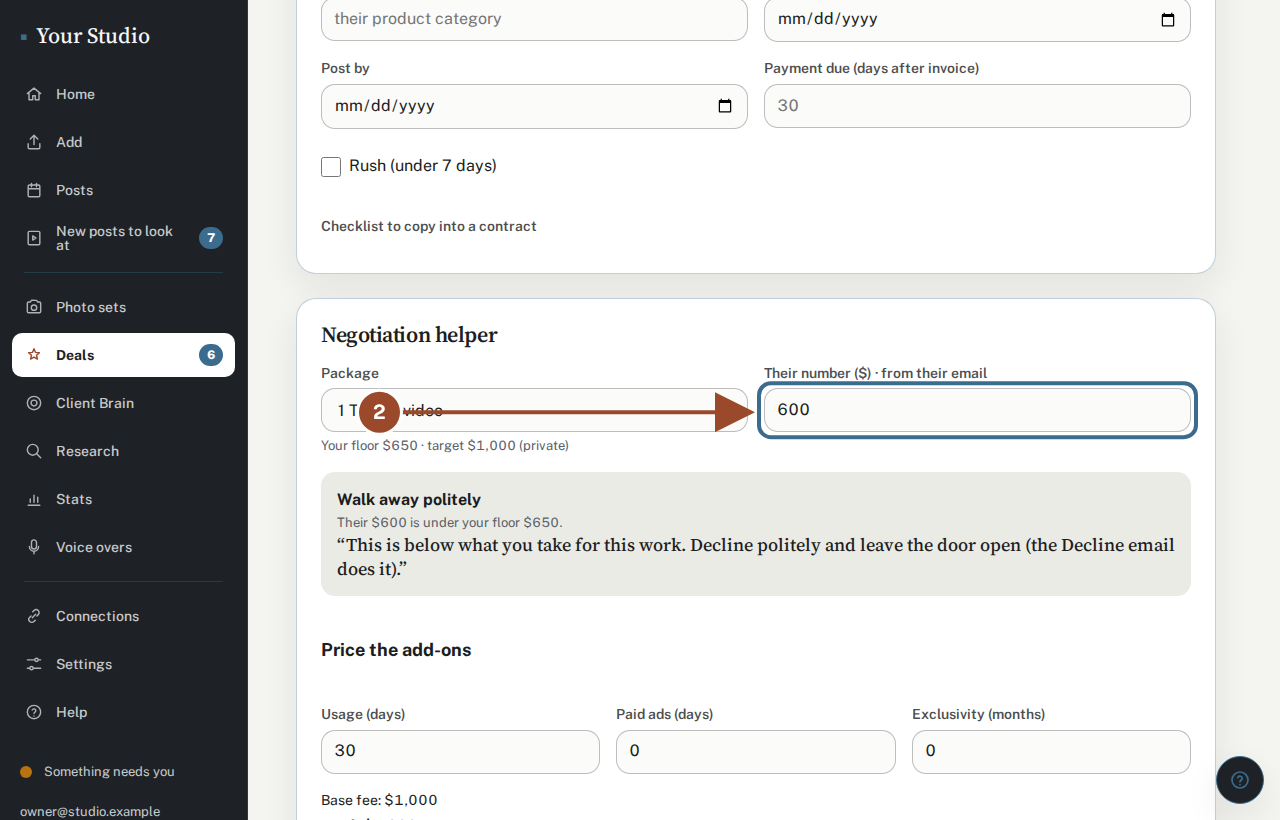 Your Studio
Home
Add
Posts
New posts to look at
7
Photo sets
Deals
6
Client Brain
Research
Stats
Voice overs
Connections
Settings
Help
Something needs you
owner@studio.example
their product category
mm/dd/yyyy
Post by
Payment due (days after invoice)
mm/dd/yyyy
30
Rush (under 7 days)
Checklist to copy into a contract
Negotiation helper
Package
Their number ($) · from their email
1 T
2
video
600
Your floor $650 · target $1,000 (private)
Walk away politely
Their $600 is under your floor $650.
“This is below what you take for this work. Decline politely and leave the door open (the Decline email
does it).”
Price the add-ons
Usage (days)
Paid ads (days)
Exclusivity (months)
30
0
0
Base fee: $1,000